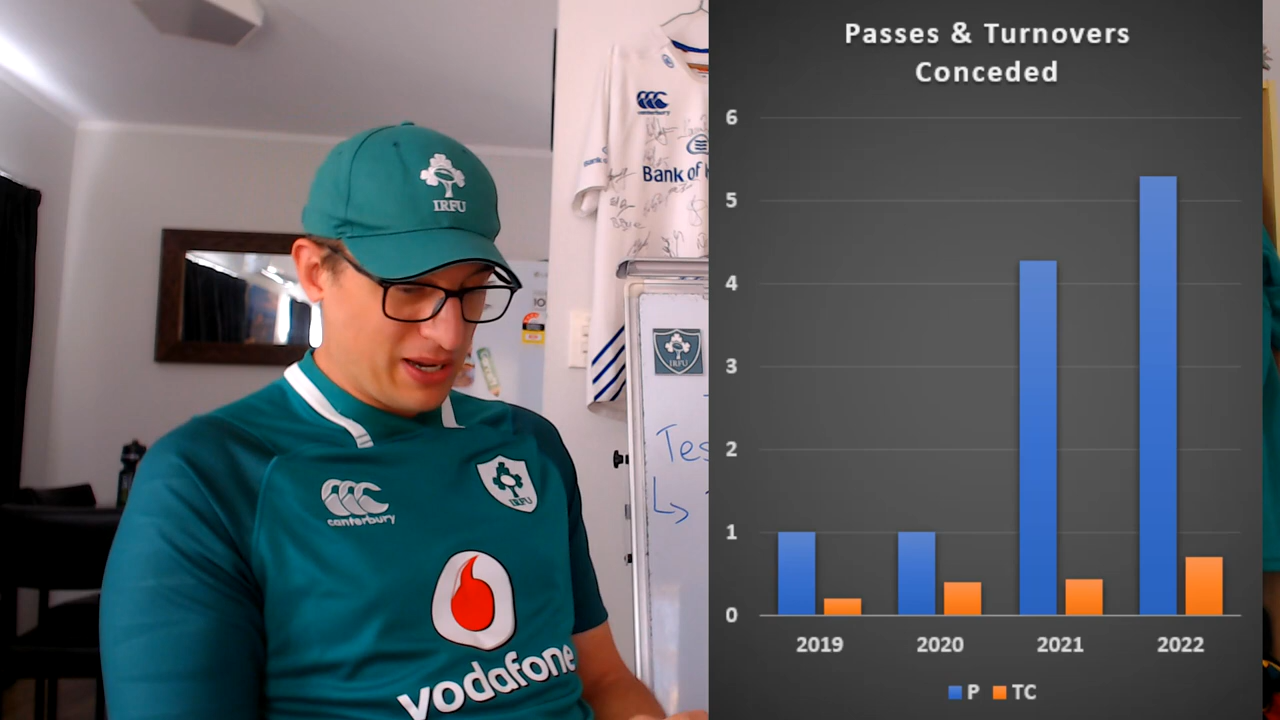 IRFU
canterbury
IRFU
vodafone
canterbury
Bank of
IRFU
Tes
Passes & Turnovers
Conceded
6
5
4
3
2
1
0
2019
2020
2021
2022
P
TC